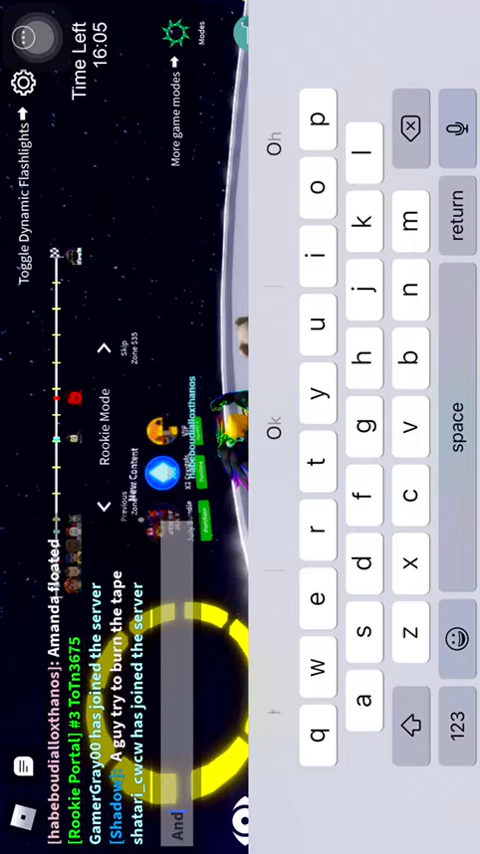 Toggle Dynamic Flashlights
Time Left
16:05
More game modes
Modes
Rookie Mode
Previous
Skip
Zone $35
New Content
VIP
habeboudialloxthanos
[habeboudialloxthanos]: Amanda floated
[Rookie Portal] #3 ToTn3675
GamerGray00 has joined the server
[Shadow]: A guy try to burn the tape
shatari_cwcw has joined the server
And
Ok
Oh
q w e r t y u i o p
a s d f g h j k l
z x c v b n m
123
space
return